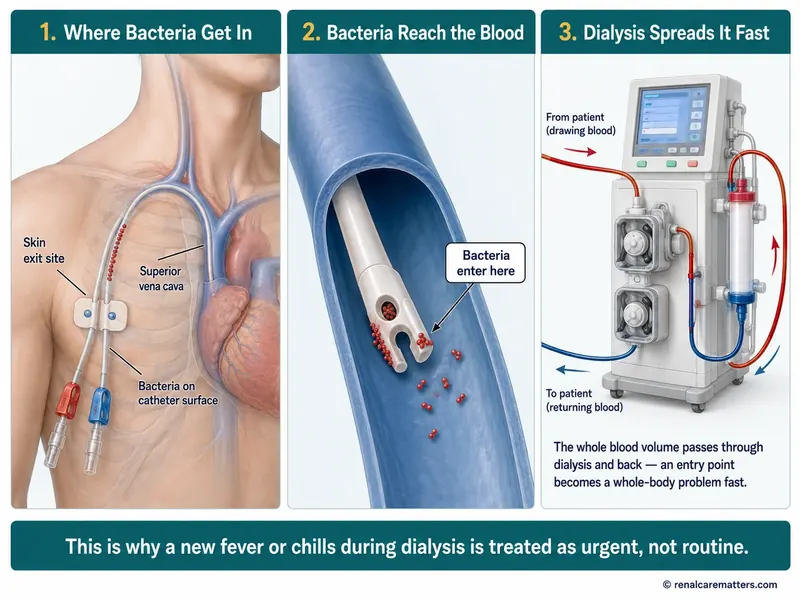 1. Where Bacteria Get In
Skin
exit site
Superior
vena cava
Bacteria on
catheter surface
2. Bacteria Reach the Blood
Bacteria
enter here
3. Dialysis Spreads It Fast
From patient
(drawing blood)
To patient
(returning blood)
The whole blood volume passes through
dialysis and back — an entry point
becomes a whole-body problem fast.
This is why a new fever or chills during dialysis is treated as urgent, not routine.
© renalcarematters.com